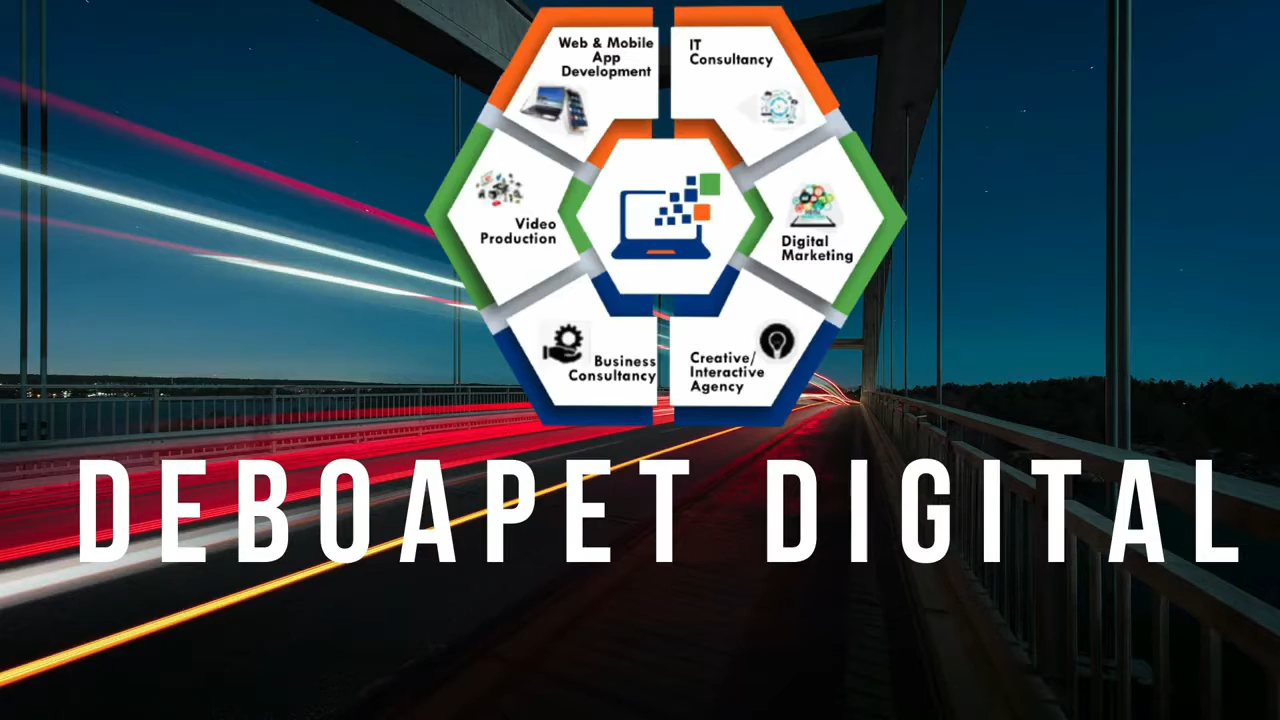 Web & Mobile
App
Development
IT
Consultancy
Video
Production
Digital
Marketing
Business
Consultancy
Creative/
Interactive
Agency
DEBOAPET DIGITAL